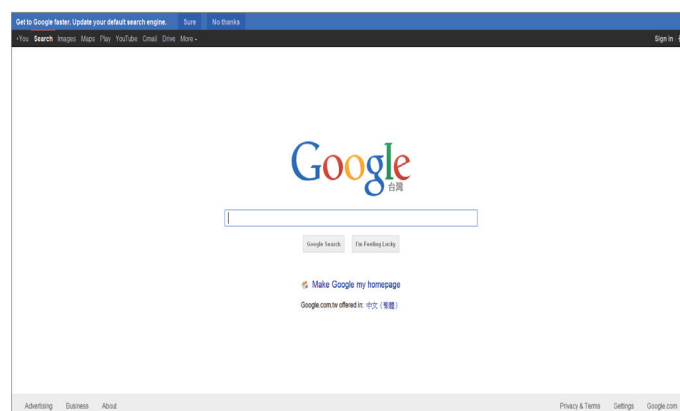 Get to Google faster. Update your default search engine. Sure No thanks
+You Search Images Maps Play YouTube Gmail Drive More Sign in
Google
台灣
Google Search I'm Feeling Lucky
Make Google my homepage
Google.com.tw offered in: 中文（繁體）
Advertising Business About Privacy & Terms Settings Google.com